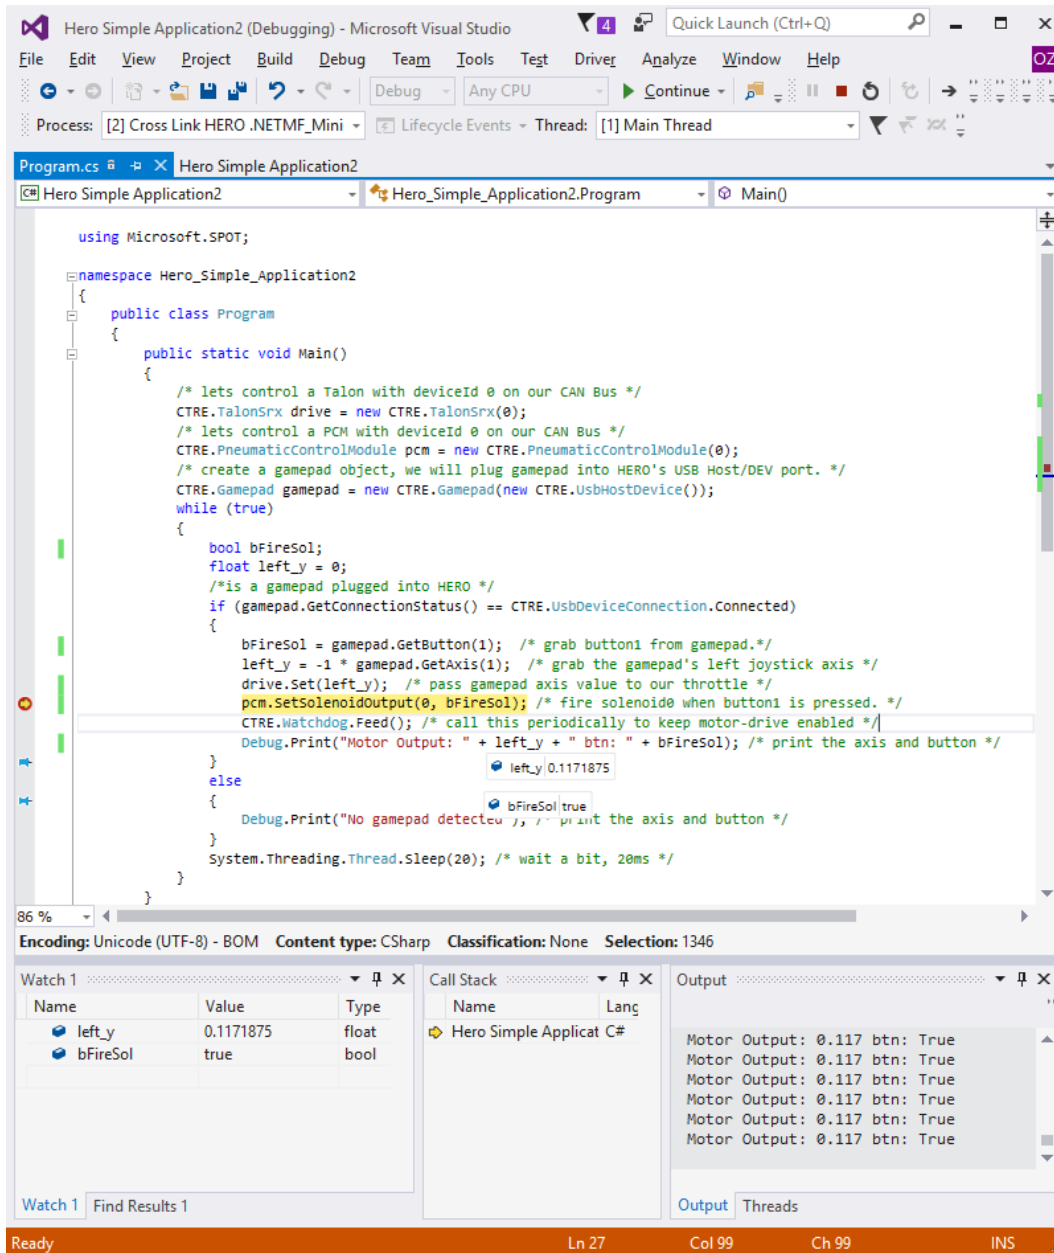 Hero Simple Application2 (Debugging) - Microsoft Visual Studio
4
Quick Launch (Ctrl+Q)
File Edit View Project Build Debug Team Tools Test Driver Analyze Window Help
OZ
Debug Any CPU Continue
Process: [2] Cross Link HERO .NETMF_Mini Lifecycle Events Thread: [1] Main Thread
Program.cs Hero Simple Application2
C# Hero Simple Application2 Hero_Simple_Application2.Program Main()
using Microsoft.SPOT;
namespace Hero_Simple_Application2
{
public class Program
{
public static void Main()
{
/* lets control a Talon with deviceId 0 on our CAN Bus */
CTRE.TalonSrx drive = new CTRE.TalonSrx(0);
/* lets control a PCM with deviceId 0 on our CAN Bus */
CTRE.PneumaticControlModule pcm = new CTRE.PneumaticControlModule(0);
/* create a gamepad object, we will plug gamepad into HERO's USB Host/DEV port. */
CTRE.Gamepad gamepad = new CTRE.Gamepad(new CTRE.UsbHostDevice());
while (true)
{
bool bFireSol;
float left_y = 0;
/*is a gamepad plugged into HERO */
if (gamepad.GetConnectionStatus() == CTRE.UsbDeviceConnection.Connected)
{
bFireSol = gamepad.GetButton(1); /* grab button1 from gamepad.*/
left_y = -1 * gamepad.GetAxis(1); /* grab the gamepad's left joystick axis */
drive.Set(left_y); /* pass gamepad axis value to our throttle */
pcm.SetSolenoidOutput(0, bFireSol); /* fire solenoid0 when button1 is pressed. */
CTRE.Watchdog.Feed(); /* call this periodically to keep motor-drive enabled */
Debug.Print("Motor Output: " + left_y + " btn: " + bFireSol); /* print the axis and button */
}
left_y 0.1171875
else
{
bFireSol true
Debug.Print("No gamepad detected"); /* print the axis and button */
}
System.Threading.Thread.Sleep(20); /* wait a bit, 20ms */
}
}
86 %
Encoding: Unicode (UTF-8) - BOM Content type: CSharp Classification: None Selection: 1346
Watch 1
Name Value Type
left_y 0.1171875 float
bFireSol true bool
Watch 1 Find Results 1
Call Stack
Name Lang
Hero Simple Applicat C#
Output
Motor Output: 0.117 btn: True
Motor Output: 0.117 btn: True
Motor Output: 0.117 btn: True
Motor Output: 0.117 btn: True
Motor Output: 0.117 btn: True
Motor Output: 0.117 btn: True
Output Threads
Ready Ln 27 Col 99 Ch 99 INS